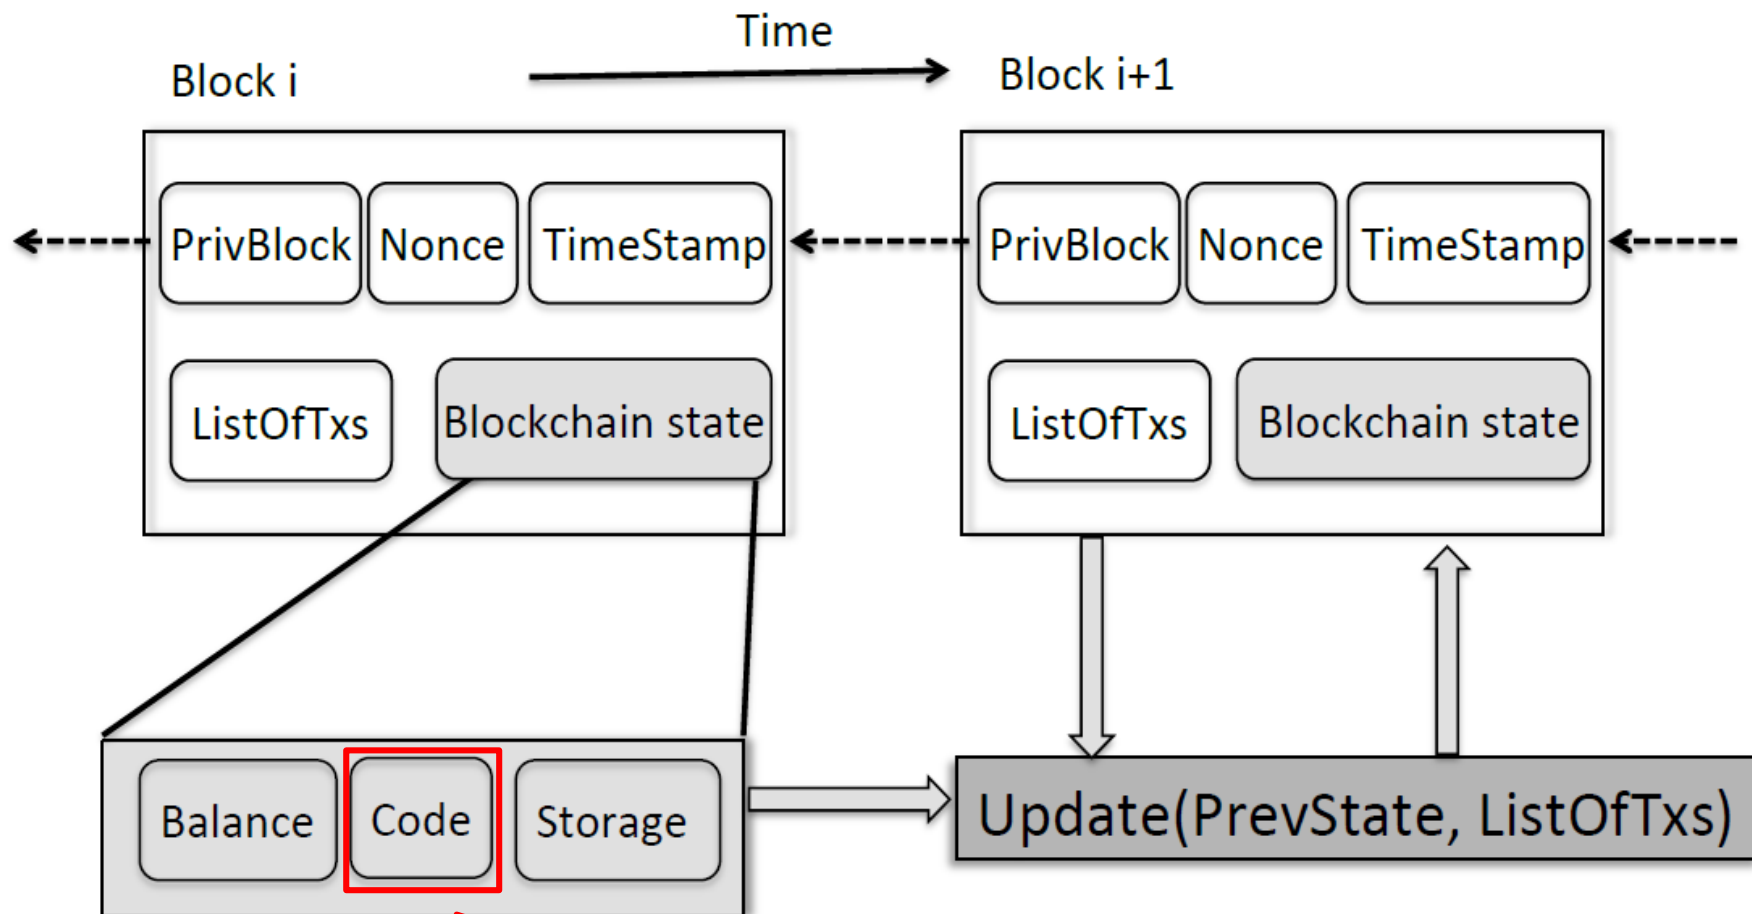 Time
Block i
Block i+1
PrivBlock Nonce TimeStamp
PrivBlock Nonce TimeStamp
ListOfTxs Blockchain state
ListOfTxs Blockchain state
Balance Code Storage
Update(PrevState, ListOfTxs)